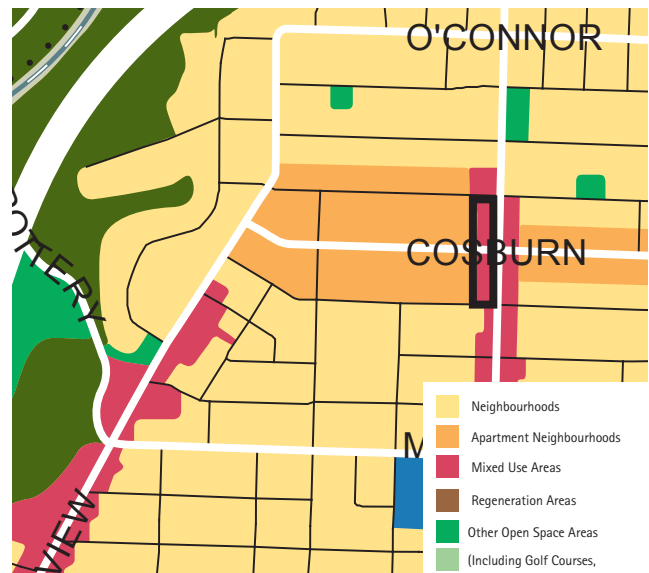 O'CONNOR
OTTERY
COSBURN
M
VIEW
Neighbourhoods
Apartment Neighbourhoods
Mixed Use Areas
Regeneration Areas
Other Open Space Areas
(Including Golf Courses,